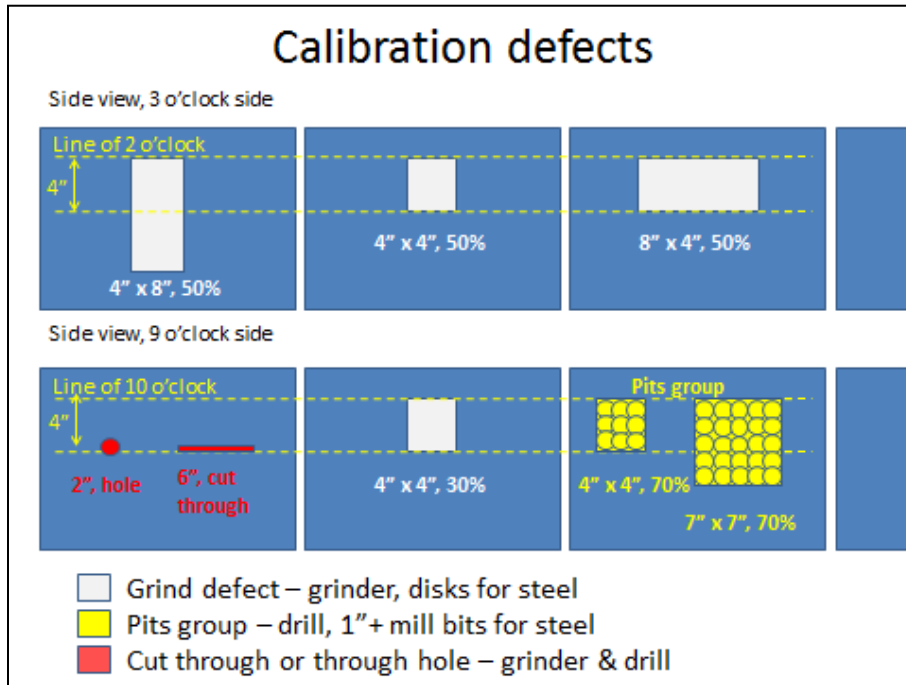 Calibration defects
Side view, 3 o’clock side
Line of 2 o’clock
4”
4” x 8”, 50%
4” x 4”, 50%
8” x 4”, 50%
Side view, 9 o’clock side
Line of 10 o’clock
4”
2”, hole
6”, cut
through
4” x 4”, 30%
Pits group
4” x 4”, 70%
7” x 7”, 70%
Grind defect – grinder, disks for steel
Pits group – drill, 1”+ mill bits for steel
Cut through or through hole – grinder & drill